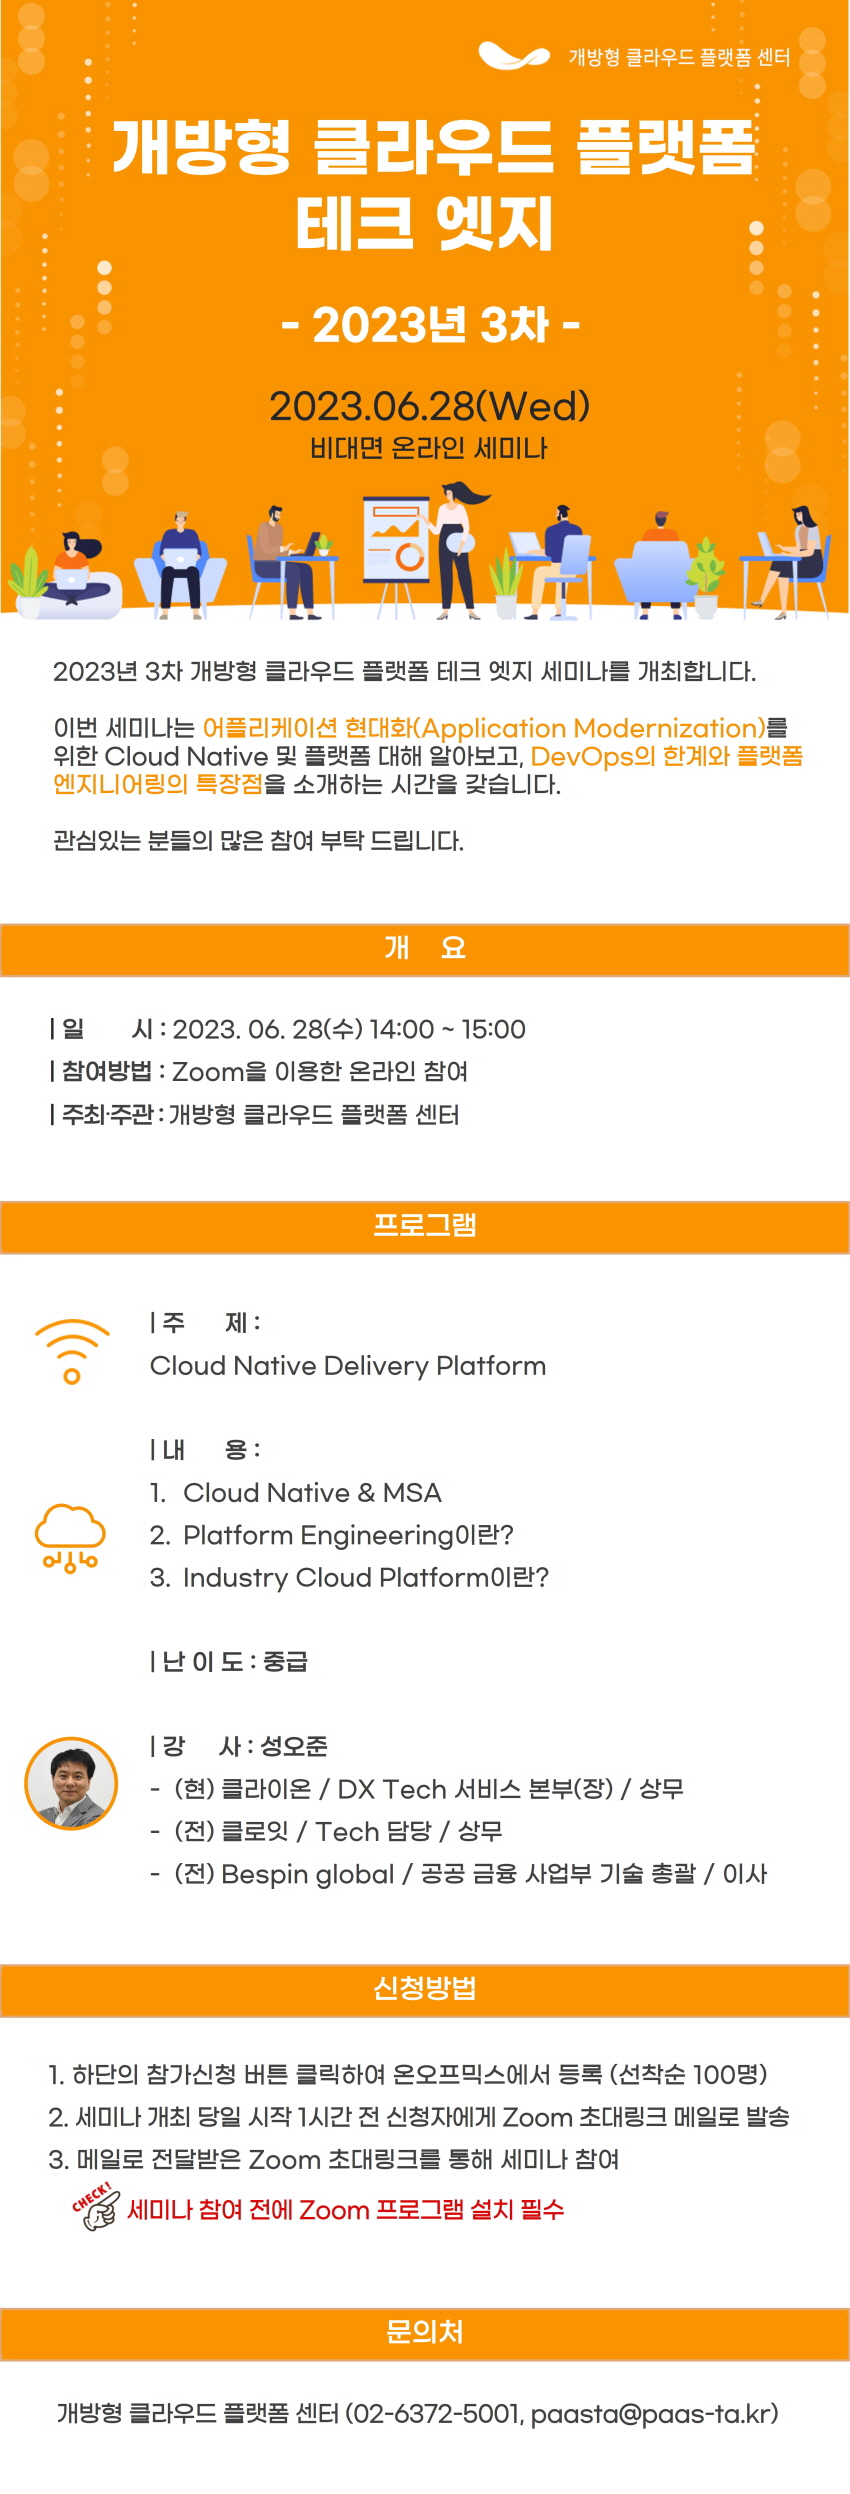 개방형 클라우드 플랫폼 센터
개방형 클라우드 플랫폼
테크 엣지
- 2023년 3차 -
2023.06.28(Wed)
비대면 온라인 세미나
2023년 3차 개방형 클라우드 플랫폼 테크 엣지 세미나를 개최합니다.
이번 세미나는 어플리케이션 현대화(Application Modernization)를
위한 Cloud Native 및 플랫폼 대해 알아보고, DevOps의 한계와 플랫폼
엔지니어링의 특장점을 소개하는 시간을 갖습니다.
관심있는 분들의 많은 참여 부탁 드립니다.
개 요
| 일 시 : 2023. 06. 28(수) 14:00 ~ 15:00
| 참여방법 : Zoom을 이용한 온라인 참여
| 주최·주관 : 개방형 클라우드 플랫폼 센터
프로그램
| 주 제 :
Cloud Native Delivery Platform
| 내 용 :
1. Cloud Native & MSA
2. Platform Engineering이란?
3. Industry Cloud Platform이란?
| 난 이 도 : 중급
| 강 사 : 성오준
- (현) 클라이온 / DX Tech 서비스 본부(장) / 상무
- (전) 클로잇 / Tech 담당 / 상무
- (전) Bespin global / 공공 금융 사업부 기술 총괄 / 이사
신청방법
1. 하단의 참가신청 버튼 클릭하여 온오프믹스에서 등록 (선착순 100명)
2. 세미나 개최 당일 시작 1시간 전 신청자에게 Zoom 초대링크 메일로 발송
3. 메일로 전달받은 Zoom 초대링크를 통해 세미나 참여
CHECK!
세미나 참여 전에 Zoom 프로그램 설치 필수
문의처
개방형 클라우드 플랫폼 센터 (02-6372-5001, paasta@paas-ta.kr)